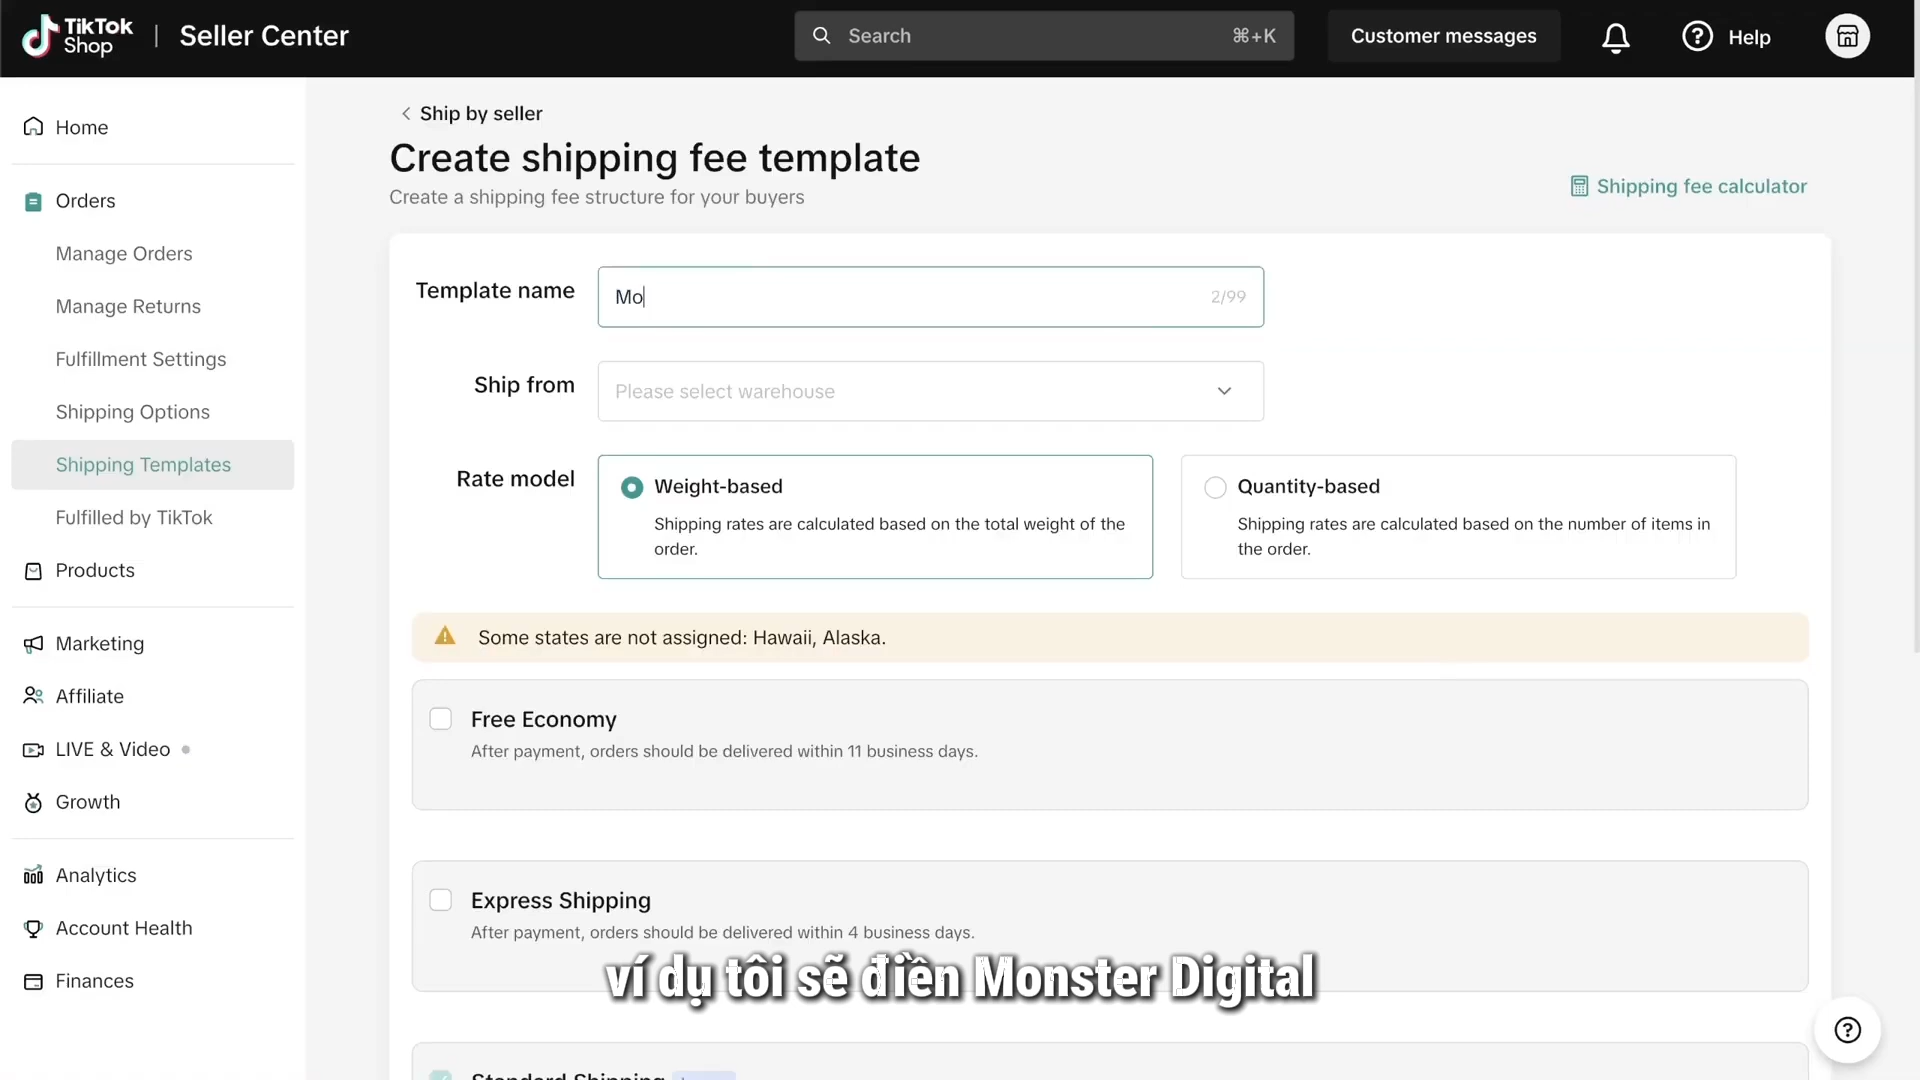 TikTok
Shop
Seller Center
Search
⌘+K
Customer messages
Help
Home
Orders
Manage Orders
Manage Returns
Fulfillment Settings
Shipping Options
Shipping Templates
Fulfilled by TikTok
Products
Marketing
Affiliate
LIVE & Video
Growth
Analytics
Account Health
Finances
Ship by seller
Create shipping fee template
Create a shipping fee structure for your buyers
Shipping fee calculator
Template name
Mo
2/99
Ship from
Please select warehouse
Rate model
Weight-based
Shipping rates are calculated based on the total weight of the
order.
Quantity-based
Shipping rates are calculated based on the number of items in
the order.
Some states are not assigned: Hawaii, Alaska.
Free Economy
After payment, orders should be delivered within 11 business days.
Express Shipping
After payment, orders should be delivered within 4 business days.
ví dụ tôi sẽ điền Monster Digital
Standard Shipping